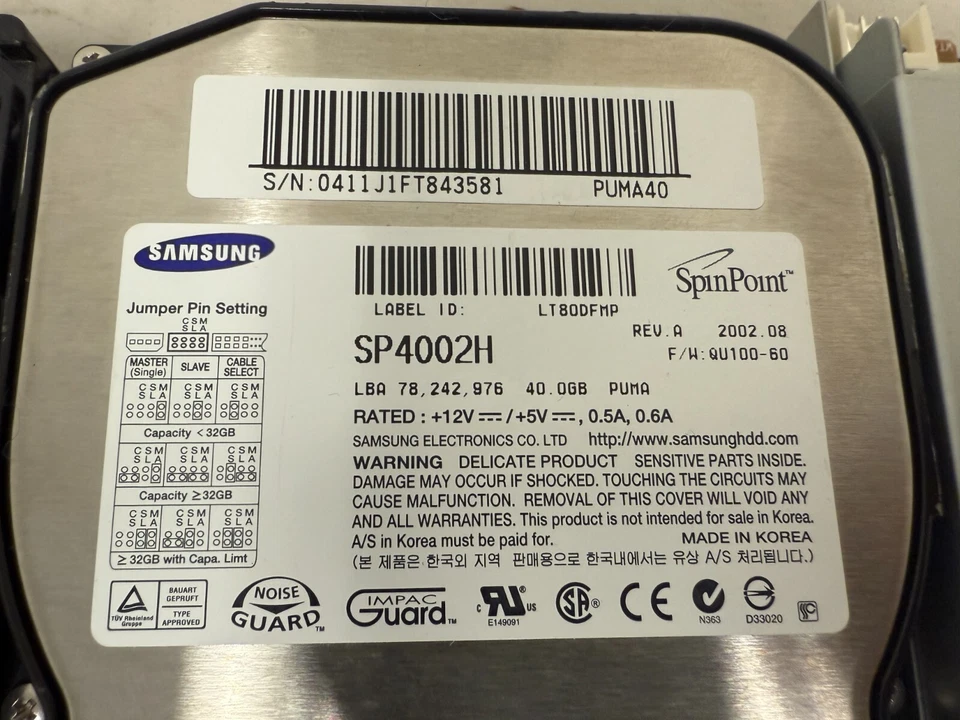 S/N:0411J1FT843581 PUMA40
SAMSUNG
SpinPoint™
LABEL ID: LT80DFMP
REV.A 2002.08
SP4002H
F/W:QU100-60
LBA 78,242,976 40.0GB PUMA
RATED : +12V /+5V , 0.5A, 0.6A
SAMSUNG ELECTRONICS CO. LTD http://www.samsunghdd.com
WARNING DELICATE PRODUCT SENSITIVE PARTS INSIDE.
DAMAGE MAY OCCUR IF SHOCKED. TOUCHING THE CIRCUITS MAY
CAUSE MALFUNCTION. REMOVAL OF THIS COVER WILL VOID ANY
AND ALL WARRANTIES. This product is not intended for sale in Korea.
A/S in Korea must be paid for. MADE IN KOREA
(본 제품은 한국외 지역 판매용으로 한국내에서는 유상 A/S 처리됩니다.)
Jumper Pin Setting
C S M
S L A
MASTER (Single) SLAVE CABLE SELECT
C S M C S M C S M
S L A S L A S L A
Capacity < 32GB
C S M C S M C S M
S L A S L A S L A
Capacity ≥ 32GB
C S M C S M C S M
S L A S L A S L A
≥ 32GB with Capa. Limt
TÜV Rheinland Group
BAUART GEPRUFT
TYPE APPROVED
NOISE GUARD™
IMPAC Guard™
c RU® US
E149091
SA®
CE
N363
D33020